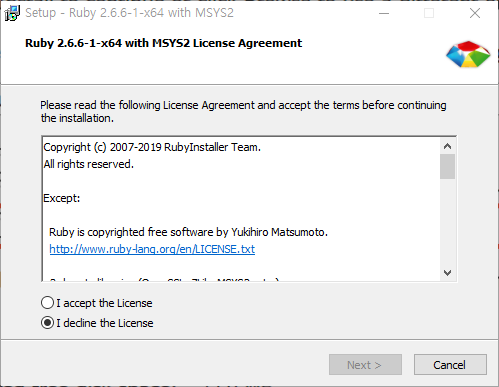 Setup - Ruby 2.6.6-1-x64 with MSYS2
Ruby 2.6.6-1-x64 with MSYS2 License Agreement
Please read the following License Agreement and accept the terms before continuing
the installation.
Copyright (c) 2007-2019 RubyInstaller Team.
All rights reserved.
Except:
Ruby is copyrighted free software by Yukihiro Matsumoto.
http://www.ruby-lang.org/en/LICENSE.txt
I accept the License
I decline the License
Next >
Cancel